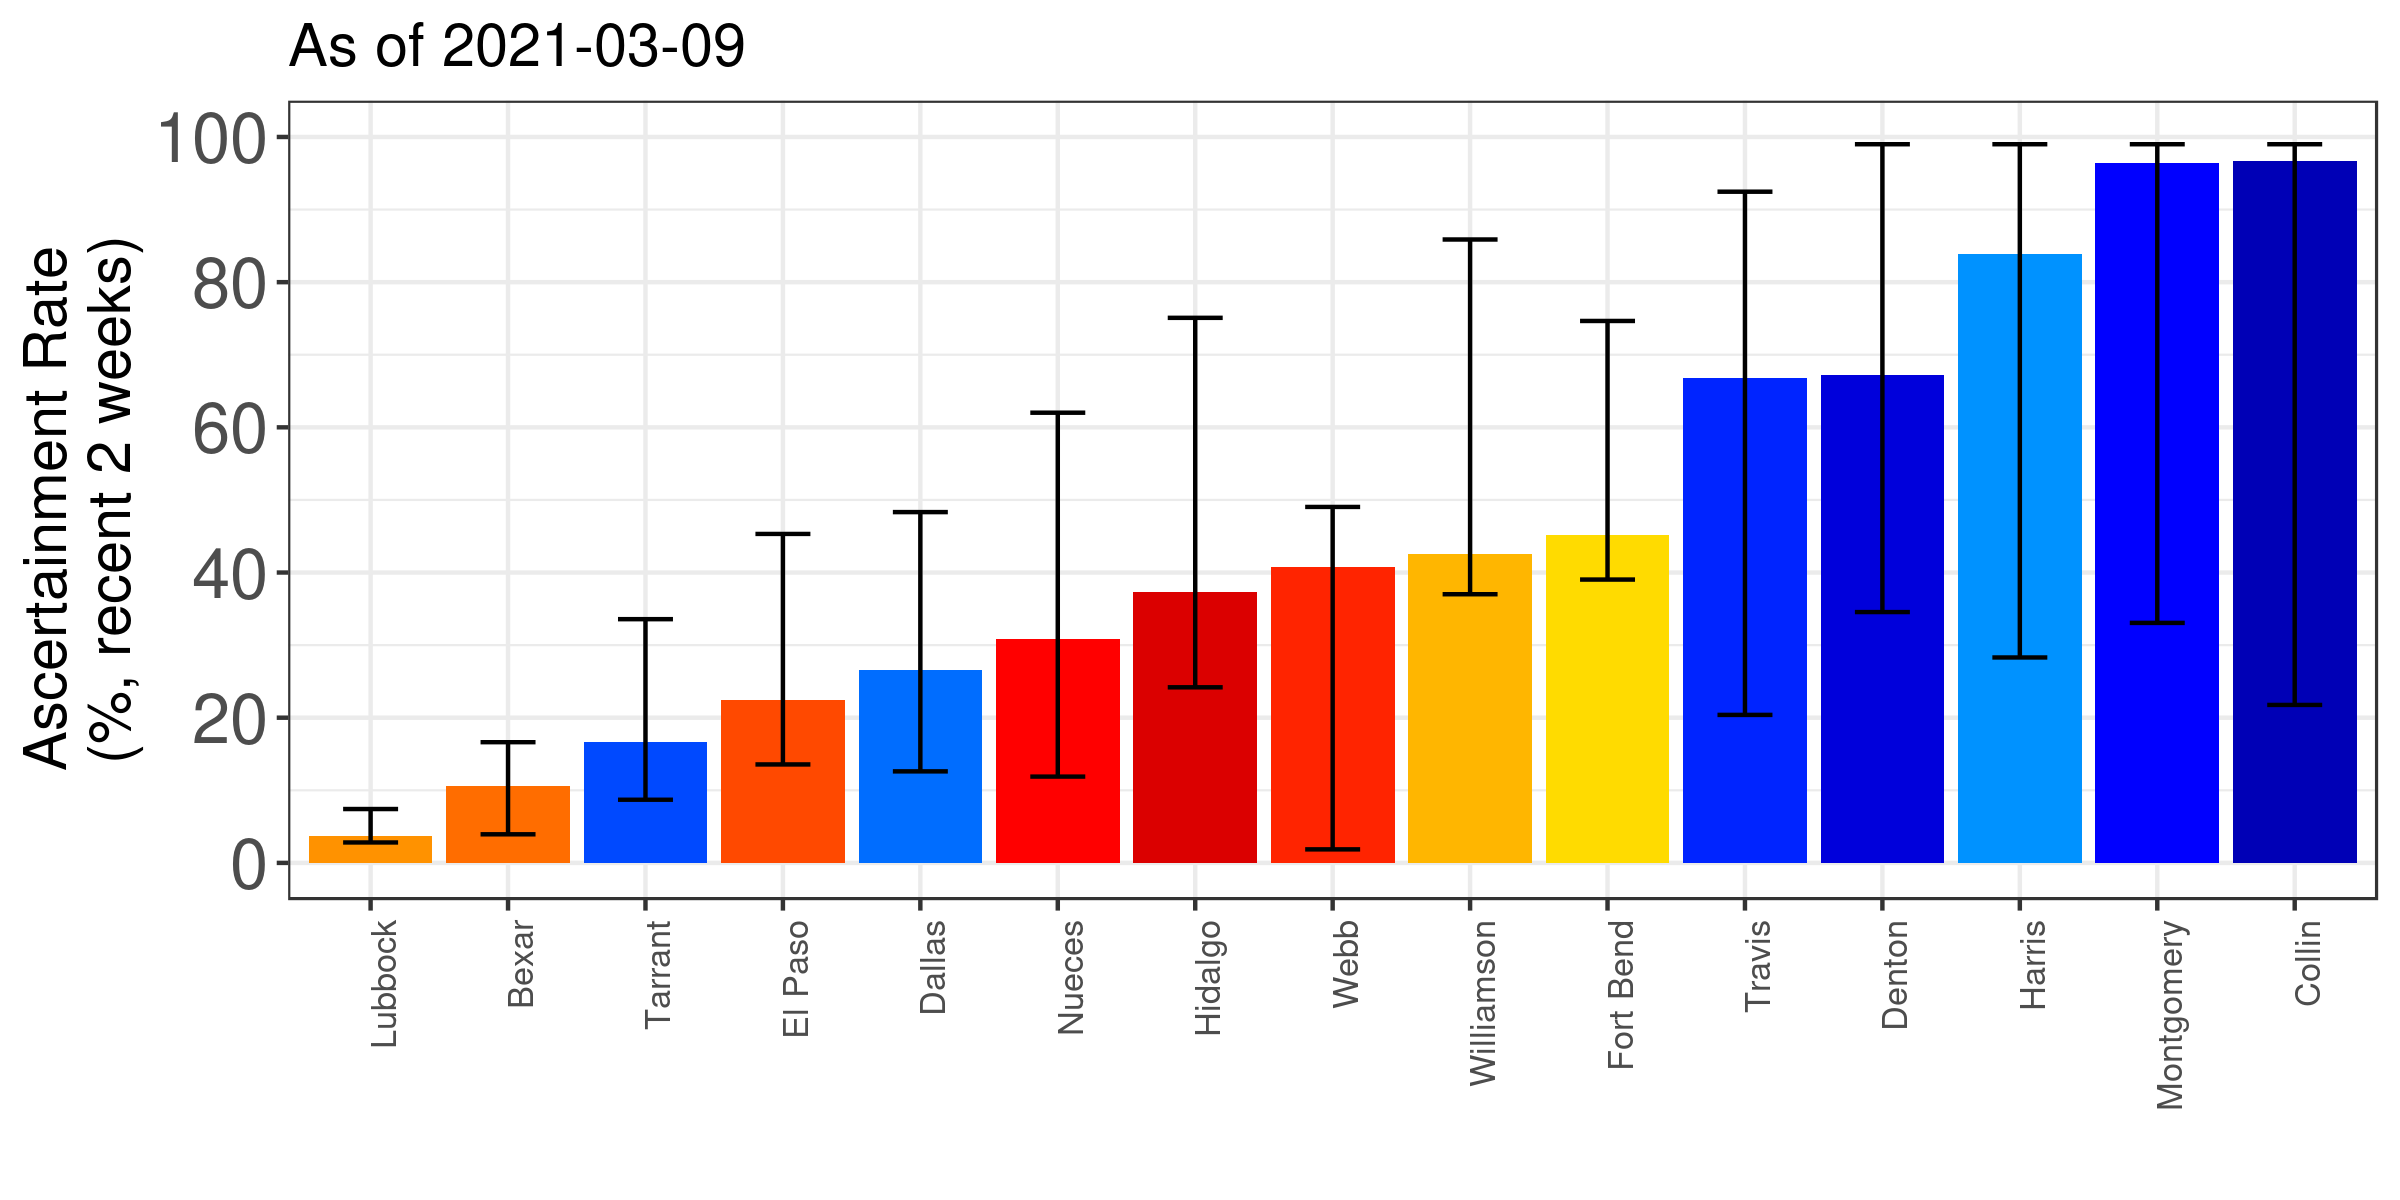 As of 2021-03-09
Ascertainment Rate
(%, recent 2 weeks)
100
80
60
40
20
0
Lubbock
Bexar
Tarrant
El Paso
Dallas
Nueces
Hidalgo
Webb
Williamson
Fort Bend
Travis
Denton
Harris
Montgomery
Collin